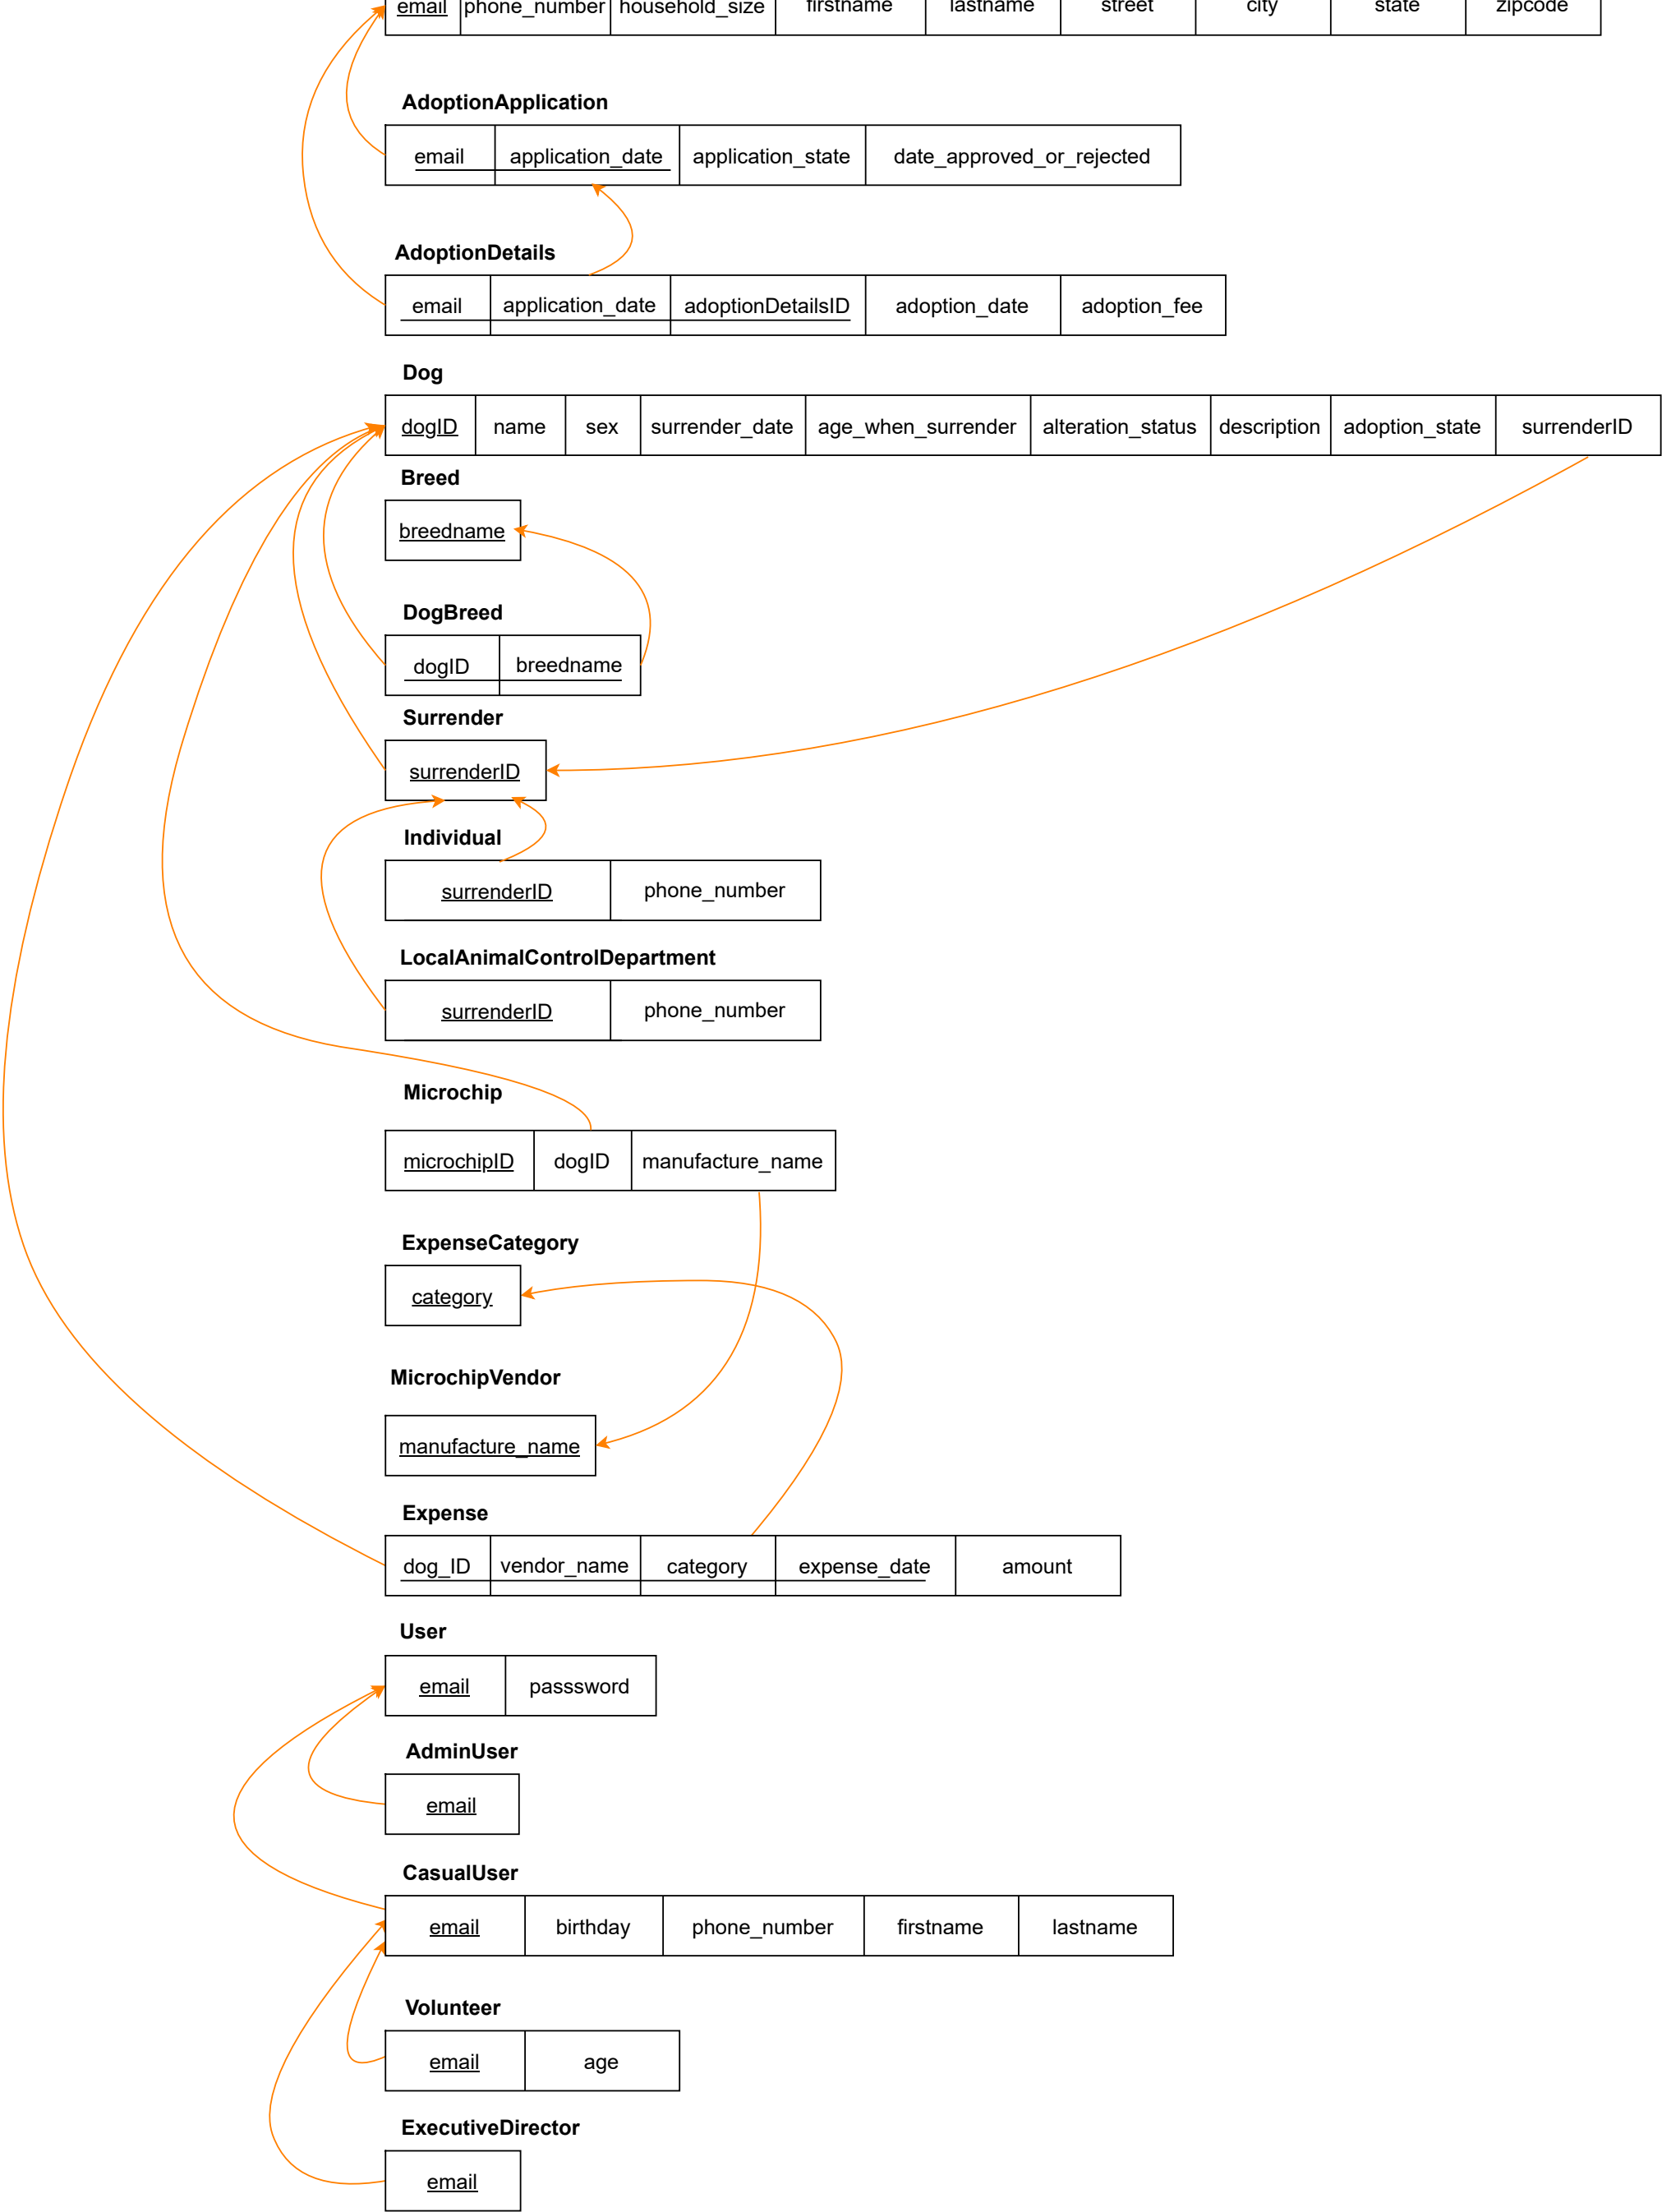 email phone_number household_size firstname lastname street city state zipcode
AdoptionApplication
email application_date application_state date_approved_or_rejected
AdoptionDetails
email application_date adoptionDetailsID adoption_date adoption_fee
Dog
dogID name sex surrender_date age_when_surrender alteration_status description adoption_state surrenderID
Breed
breedname
DogBreed
dogID breedname
Surrender
surrenderID
Individual
surrenderID phone_number
LocalAnimalControlDepartment
surrenderID phone_number
Microchip
microchipID dogID manufacture_name
ExpenseCategory
category
MicrochipVendor
manufacture_name
Expense
dog_ID vendor_name category expense_date amount
User
email passsword
AdminUser
email
CasualUser
email birthday phone_number firstname lastname
Volunteer
email age
ExecutiveDirector
email